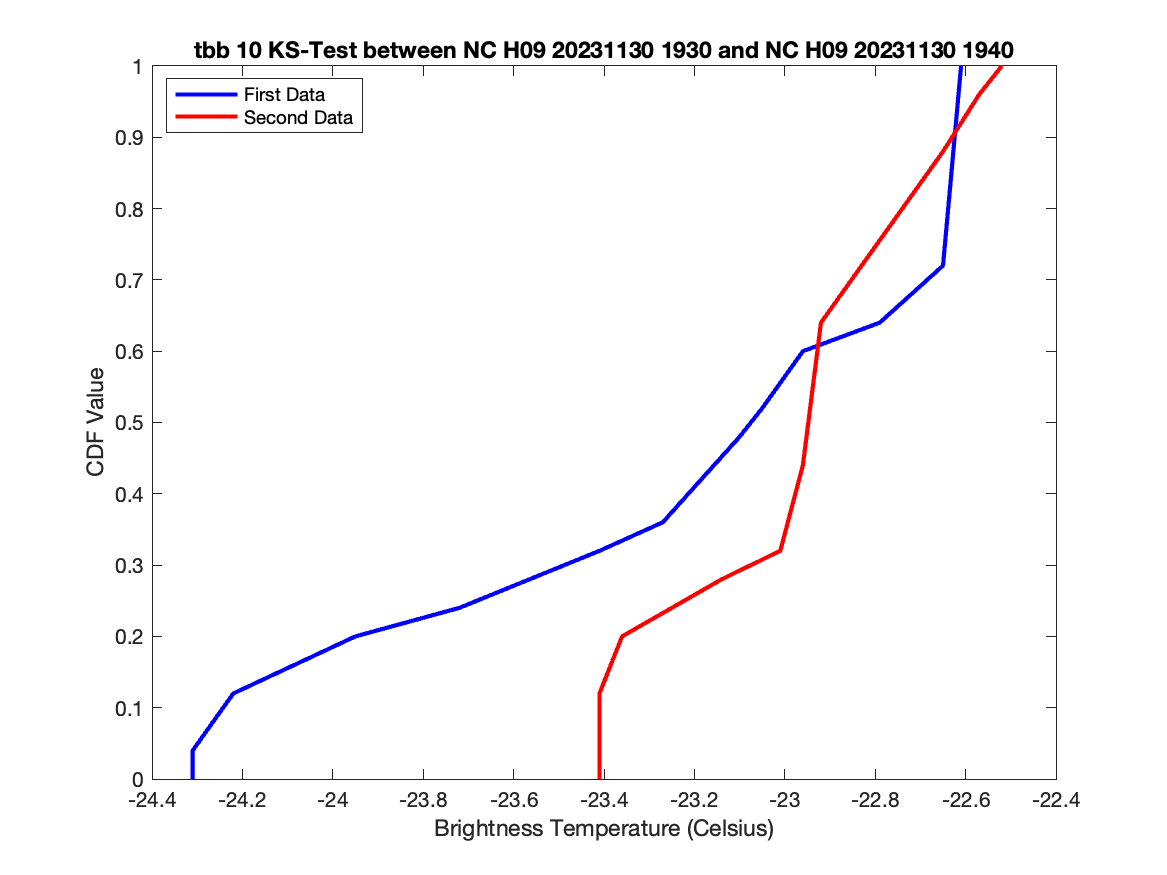 tbb 10 KS-Test between NC H09 20231130 1930 and NC H09 20231130 1940
First Data
Second Data
1
0.9
0.8
0.7
0.6
0.5
0.4
0.3
0.2
0.1
0
CDF Value
-24.4 -24.2 -24 -23.8 -23.6 -23.4 -23.2 -23 -22.8 -22.6 -22.4
Brightness Temperature (Celsius)